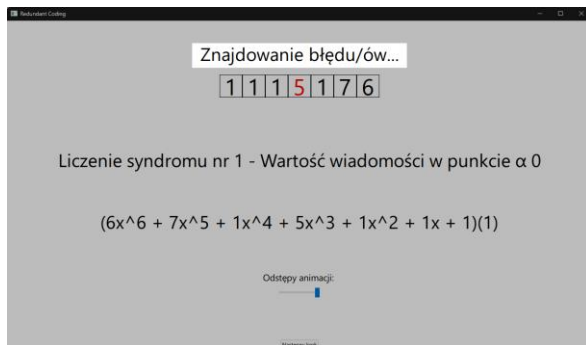 Redundant Coding
Znajdowanie błędu/ów...
1 1 1 5 1 7 6
Liczenie syndromu nr 1 - Wartość wiadomości w punkcie α 0
(6x^6 + 7x^5 + 1x^4 + 5x^3 + 1x^2 + 1x + 1)(1)
Odstępy animacji: